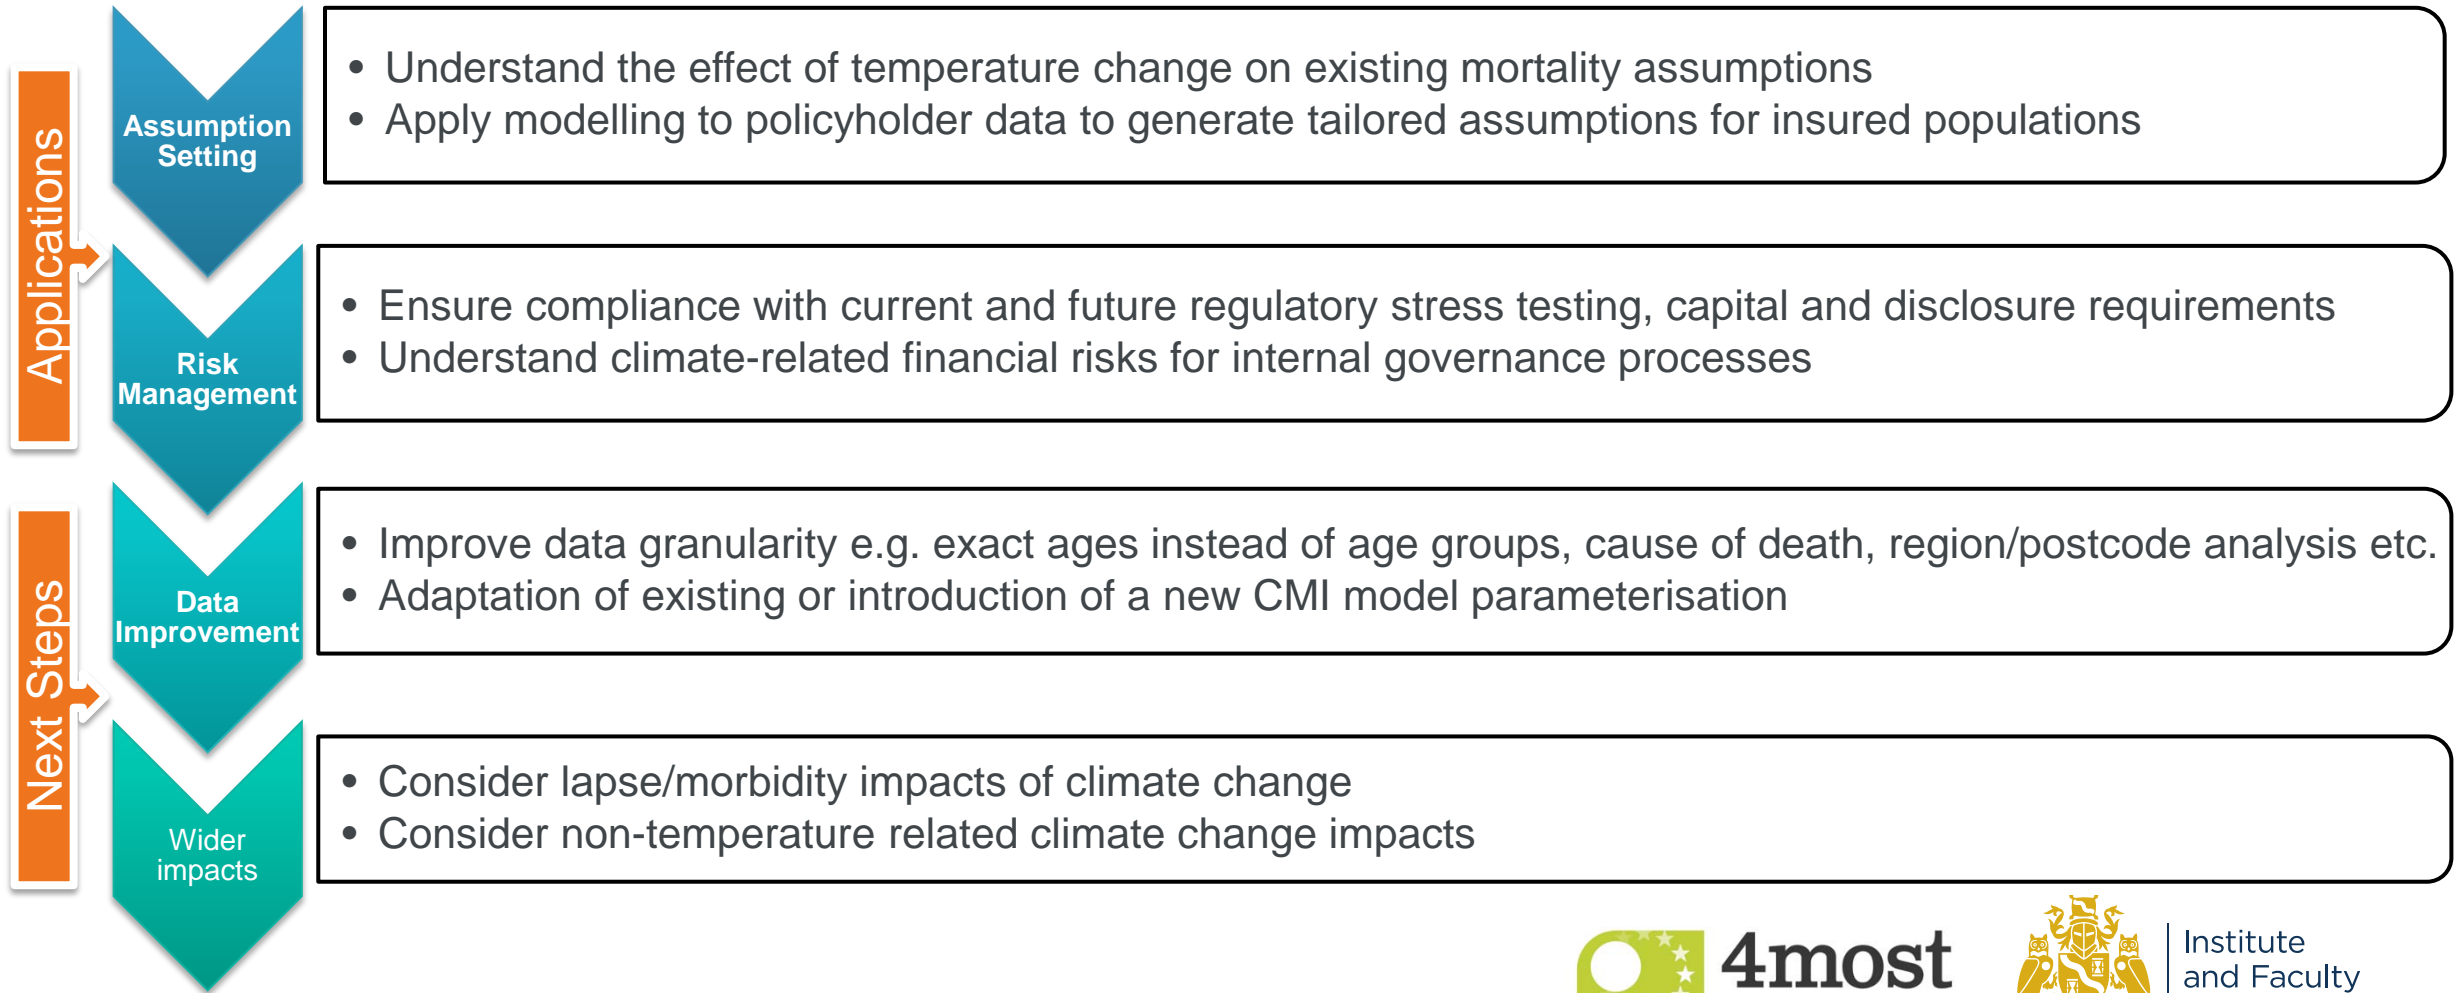 Applications
Assumption
Setting
• Understand the effect of temperature change on existing mortality assumptions
• Apply modelling to policyholder data to generate tailored assumptions for insured populations
Risk
Management
• Ensure compliance with current and future regulatory stress testing, capital and disclosure requirements
• Understand climate-related financial risks for internal governance processes
Next Steps
Data
Improvement
• Improve data granularity e.g. exact ages instead of age groups, cause of death, region/postcode analysis etc.
• Adaptation of existing or introduction of a new CMI model parameterisation
Wider
impacts
• Consider lapse/morbidity impacts of climate change
• Consider non-temperature related climate change impacts
4most
Institute
and Faculty